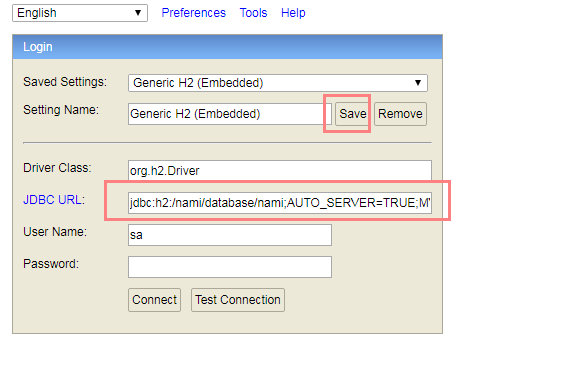 English Preferences Tools Help
Login
Saved Settings: Generic H2 (Embedded)
Setting Name: Generic H2 (Embedded) Save Remove
Driver Class: org.h2.Driver
JDBC URL: jdbc:h2:/nami/database/nami;AUTO_SERVER=TRUE;M
User Name: sa
Password:
Connect Test Connection